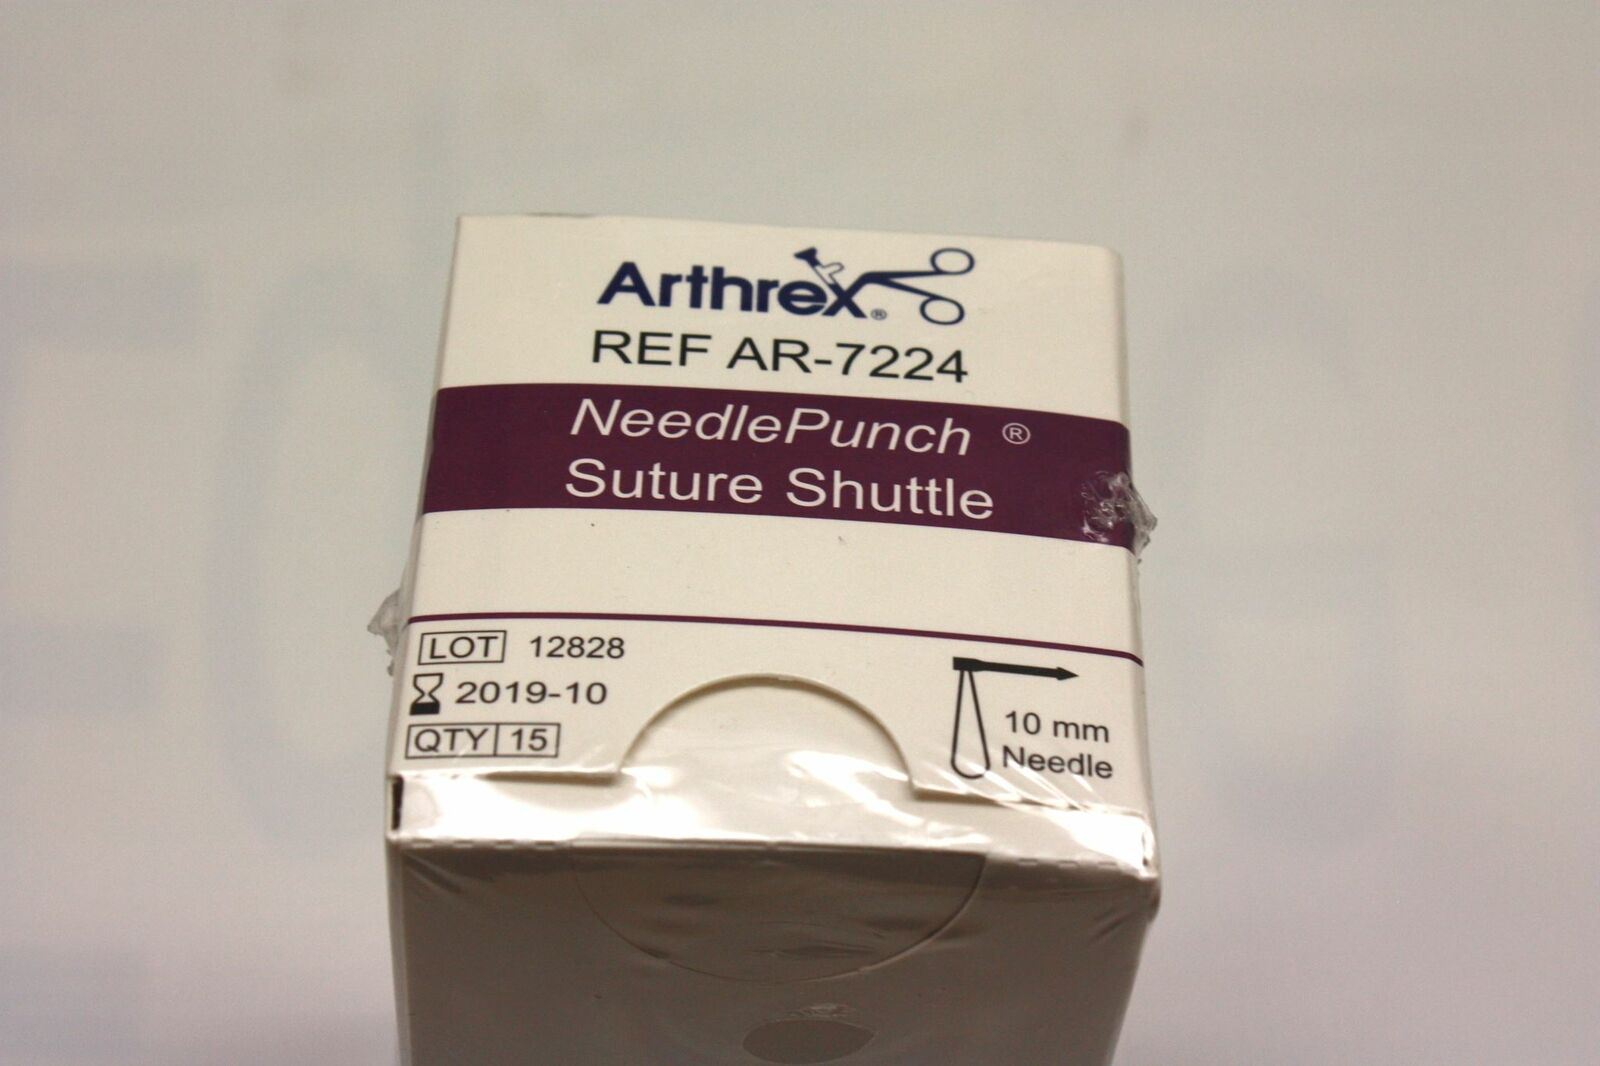 Arthrex®
REF AR-7224
NeedlePunch ®
Suture Shuttle
LOT 12828
2019-10
QTY 15
10 mm
Needle